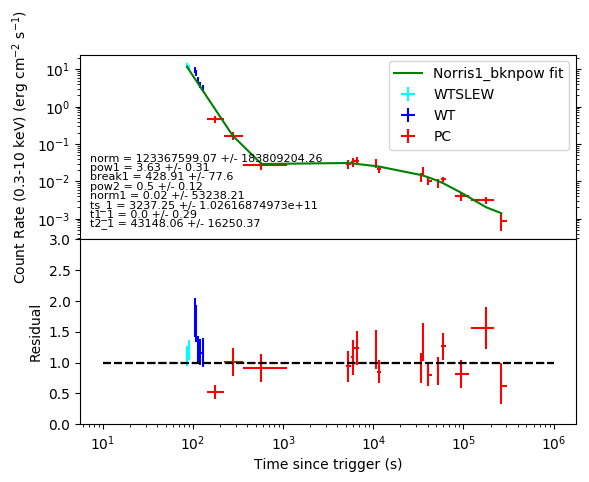 Count Rate (0.3-10 keV) (erg cm⁻² s⁻¹)
10¹
10⁰
10⁻¹
10⁻²
10⁻³
Norris1_bknpow fit
WTSLEW
WT
PC
norm = 123367599.07 +/- 183809204.26
pow1 = 3.63 +/- 0.31
break1 = 428.91 +/- 77.6
pow2 = 0.5 +/- 0.12
norm1 = 0.02 +/- 53238.21
ts_1 = 3237.25 +/- 1.02616874973e+11
t1_1 = 0.0 +/- 0.29
t2_1 = 43148.06 +/- 16250.37
Residual
3.0
2.5
2.0
1.5
1.0
0.5
0.0
10¹ 10² 10³ 10⁴ 10⁵ 10⁶
Time since trigger (s)